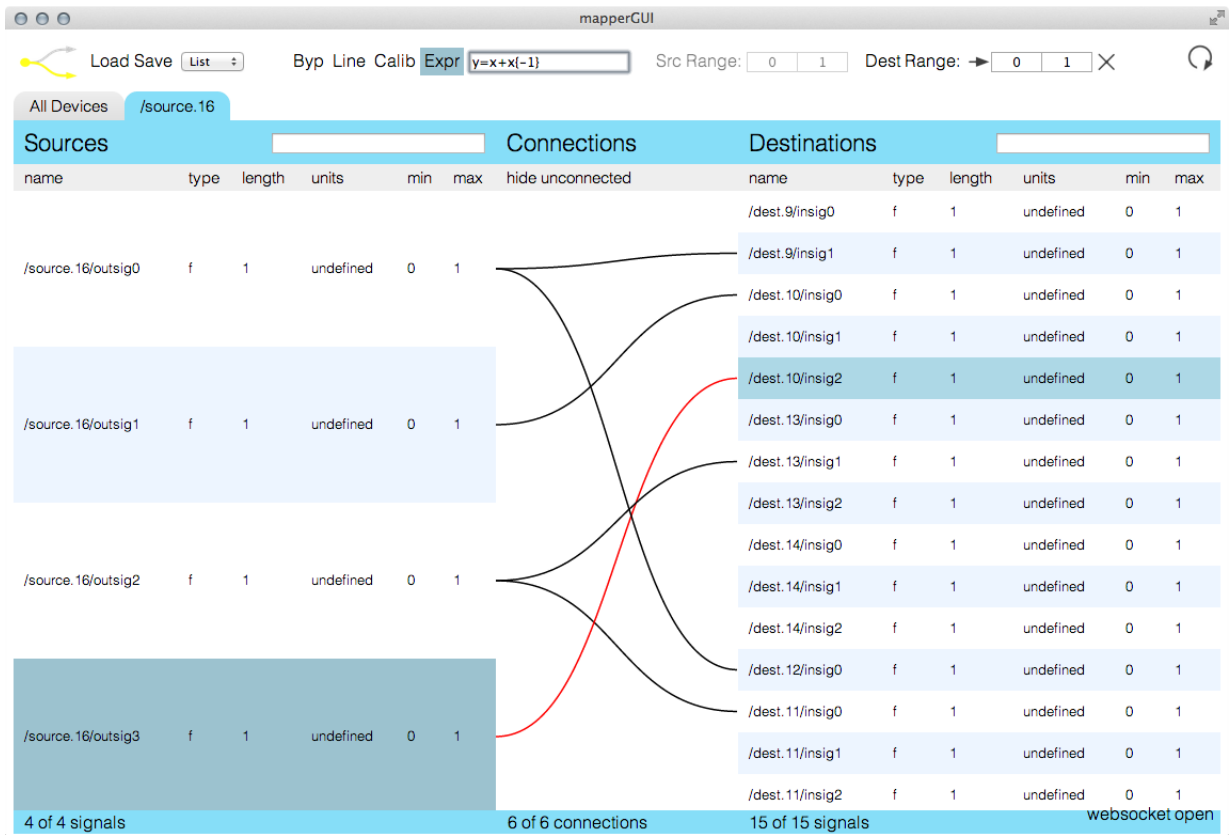 mapperGUI
Load Save List Byp Line Calib Expr y=x+x{-1} Src Range: 0 1 Dest Range: 0 1
All Devices /source.16
Sources Connections Destinations
name type length units min max hide unconnected name type length units min max
/dest.9/insig0 f 1 undefined 0 1
/dest.9/insig1 f 1 undefined 0 1
/source.16/outsig0 f 1 undefined 0 1
/dest.10/insig0 f 1 undefined 0 1
/dest.10/insig1 f 1 undefined 0 1
/dest.10/insig2 f 1 undefined 0 1
/dest.13/insig0 f 1 undefined 0 1
/source.16/outsig1 f 1 undefined 0 1
/dest.13/insig1 f 1 undefined 0 1
/dest.13/insig2 f 1 undefined 0 1
/dest.14/insig0 f 1 undefined 0 1
/source.16/outsig2 f 1 undefined 0 1
/dest.14/insig1 f 1 undefined 0 1
/dest.14/insig2 f 1 undefined 0 1
/dest.12/insig0 f 1 undefined 0 1
/dest.11/insig0 f 1 undefined 0 1
/source.16/outsig3 f 1 undefined 0 1
/dest.11/insig1 f 1 undefined 0 1
/dest.11/insig2 f 1 undefined 0 1
websocket open
4 of 4 signals 6 of 6 connections 15 of 15 signals